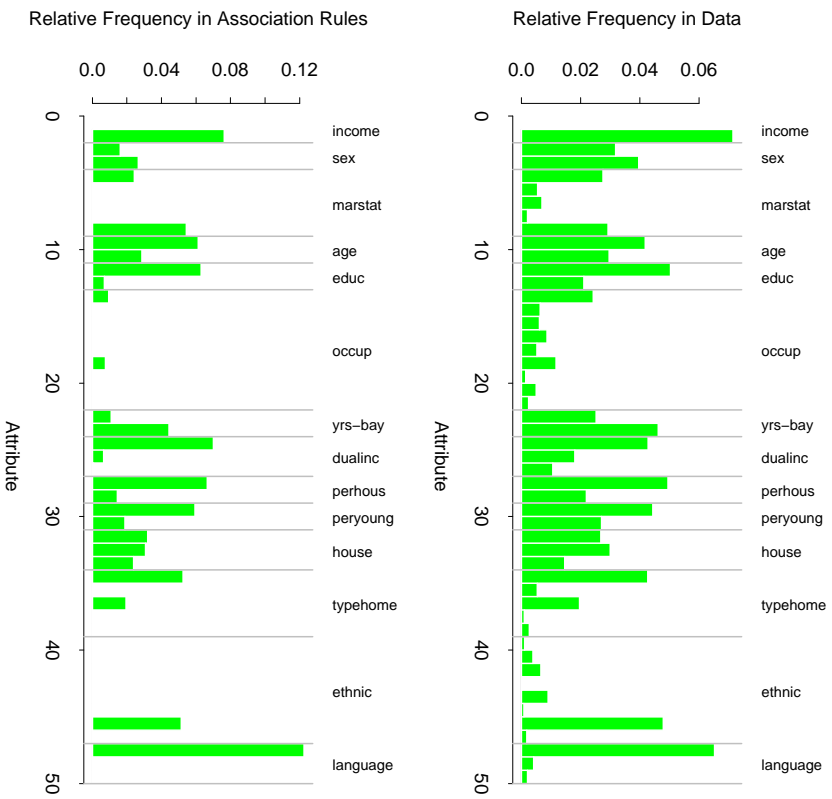 Relative Frequency in Association Rules
0.0 0.04 0.08 0.12
0 10 20 30 40 50
Attribute
income
sex
marstat
age
educ
occup
yrs−bay
dualinc
perhous
peryoung
house
typehome
ethnic
language
Relative Frequency in Data
0.0 0.02 0.04 0.06
0 10 20 30 40 50
Attribute
income
sex
marstat
age
educ
occup
yrs−bay
dualinc
perhous
peryoung
house
typehome
ethnic
language